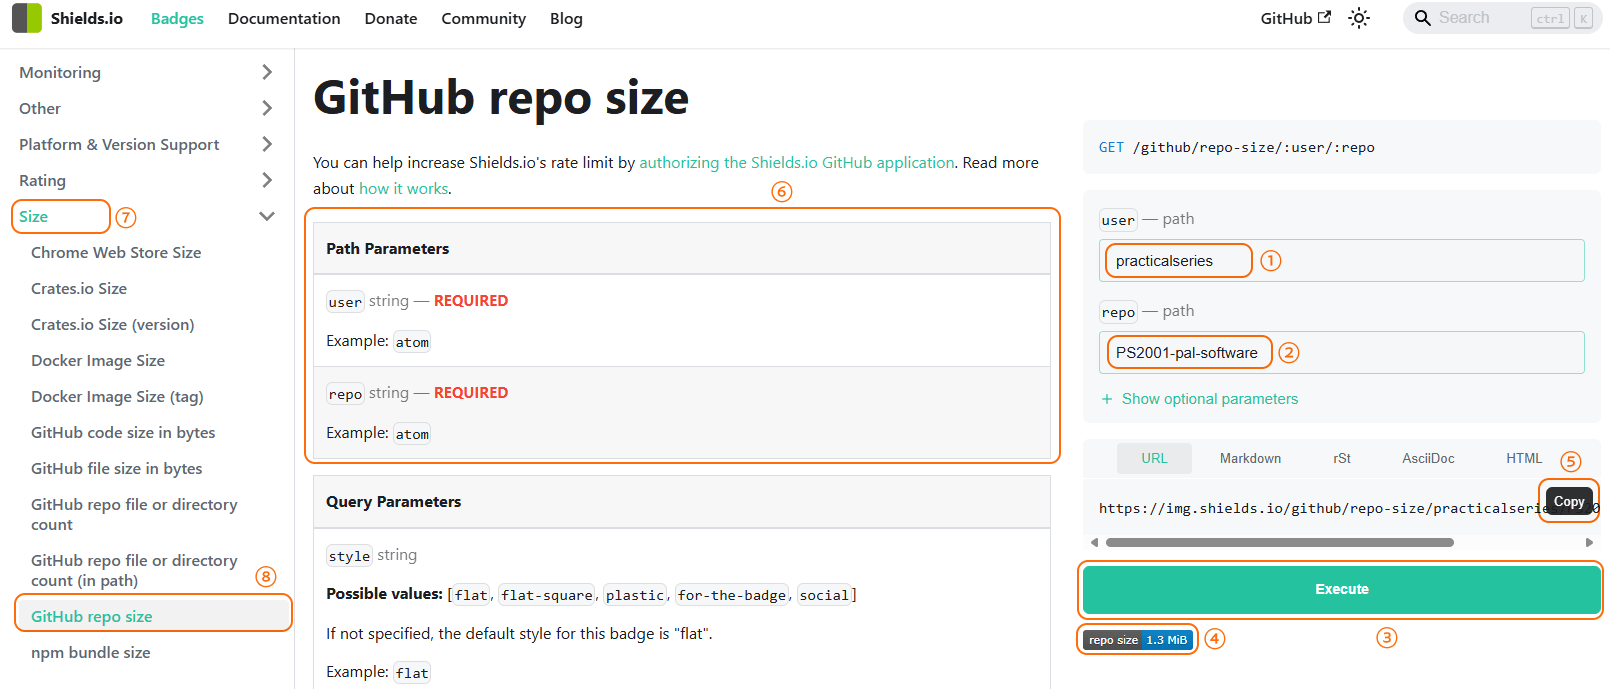 Shields.io Badges Documentation Donate Community Blog GitHub Search ctrl K
Monitoring
Other
Platform & Version Support
Rating
Size ⑦
Chrome Web Store Size
Crates.io Size
Crates.io Size (version)
Docker Image Size
Docker Image Size (tag)
GitHub code size in bytes
GitHub file size in bytes
GitHub repo file or directory
count
GitHub repo file or directory
count (in path) ⑧
GitHub repo size
npm bundle size
GitHub repo size
You can help increase Shields.io's rate limit by authorizing the Shields.io GitHub application. Read more
about how it works.
⑥
Path Parameters
user string — REQUIRED
Example: atom
repo string — REQUIRED
Example: atom
Query Parameters
style string
Possible values: [flat, flat-square, plastic, for-the-badge, social]
If not specified, the default style for this badge is "flat".
Example: flat
GET /github/repo-size/:user/:repo
user — path
practicalseries ①
repo — path
PS2001-pal-software ②
+ Show optional parameters
URL Markdown rSt AsciiDoc HTML ⑤
https://img.shields.io/github/repo-size/practicalserie Copy
Execute
repo size 1.3 MiB ④ ③